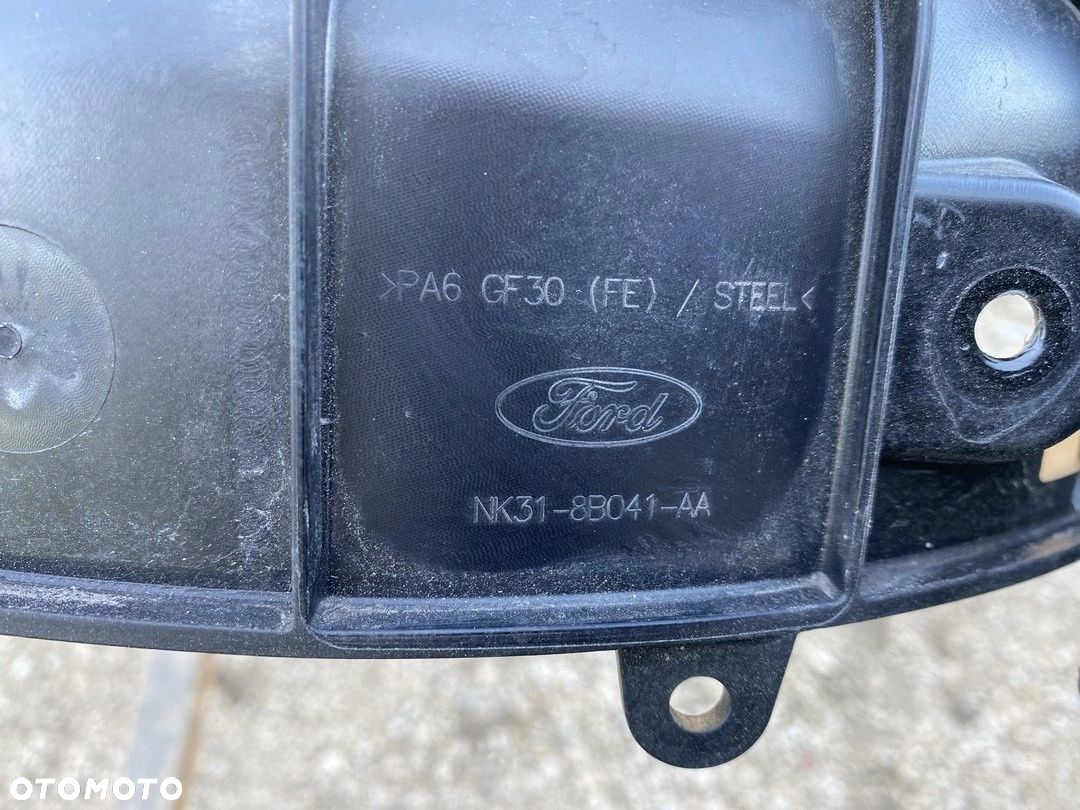 >PA6 GF30 (FE) / STEEL<
Ford
NK31-8B041-AA
OTOMOTO